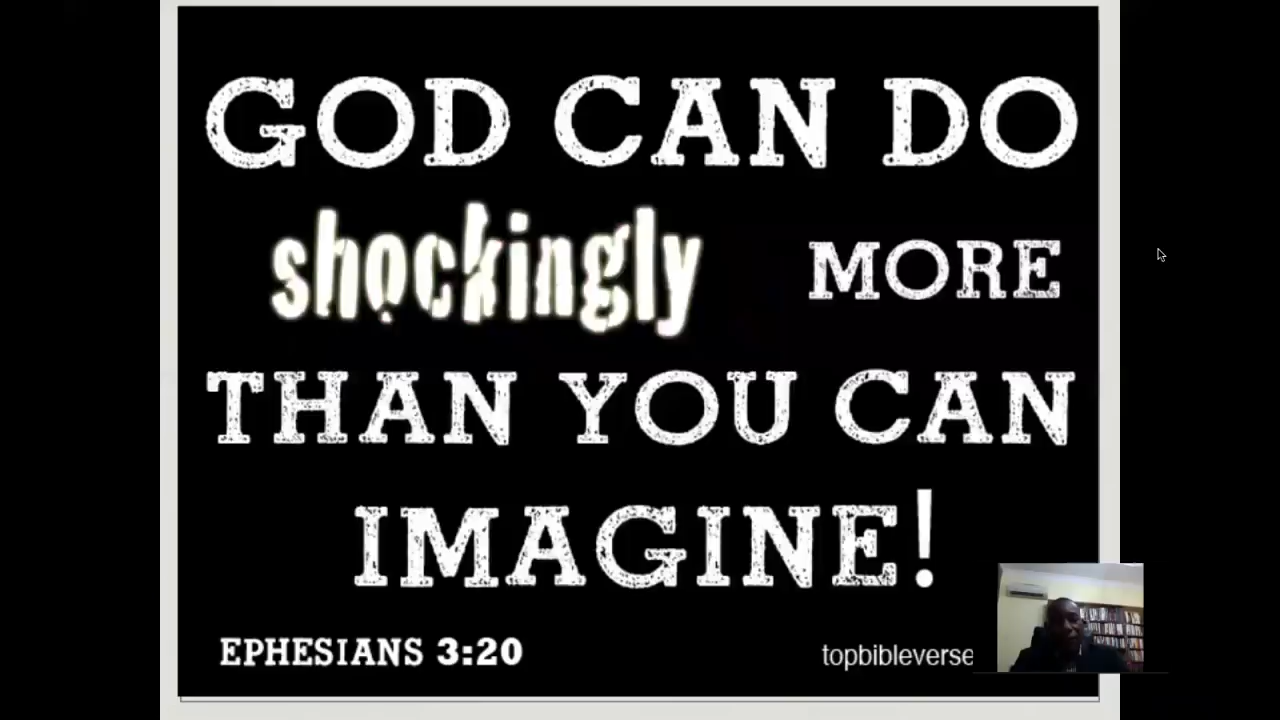 GOD CAN DO
shockingly MORE
THAN YOU CAN
IMAGINE!
EPHESIANS 3:20
topbibleverse